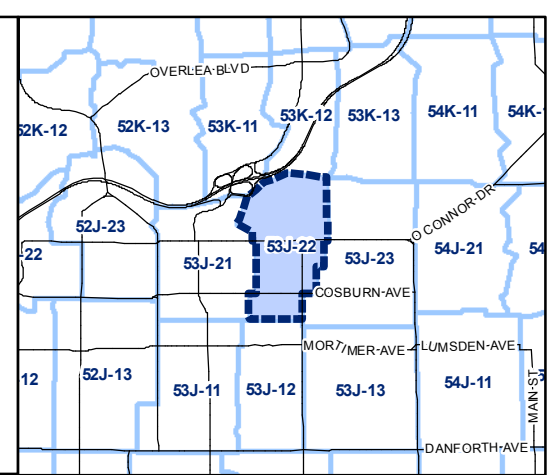 OVERLEA BLVD
52K-12
52K-13
53K-11
53K-12
53K-13
54K-11
54K-
52J-23
O CONNOR-DR
-22
53J-21
53J-22
53J-23
54J-21
54
COSBURN-AVE
MORTIMER-AVE
LUMSDEN-AVE
12
52J-13
53J-11
53J-12
53J-13
54J-11
MAIN-ST
DANFORTH-AVE